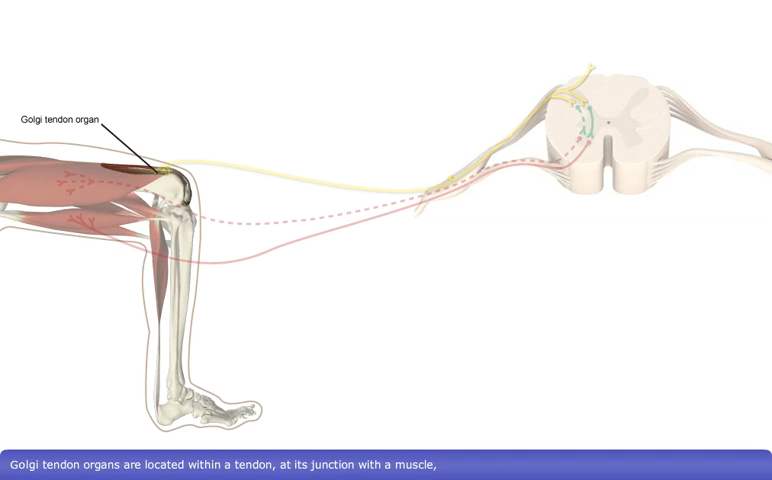 Golgi tendon organ
Golgi tendon organs are located within a tendon, at its junction with a muscle,